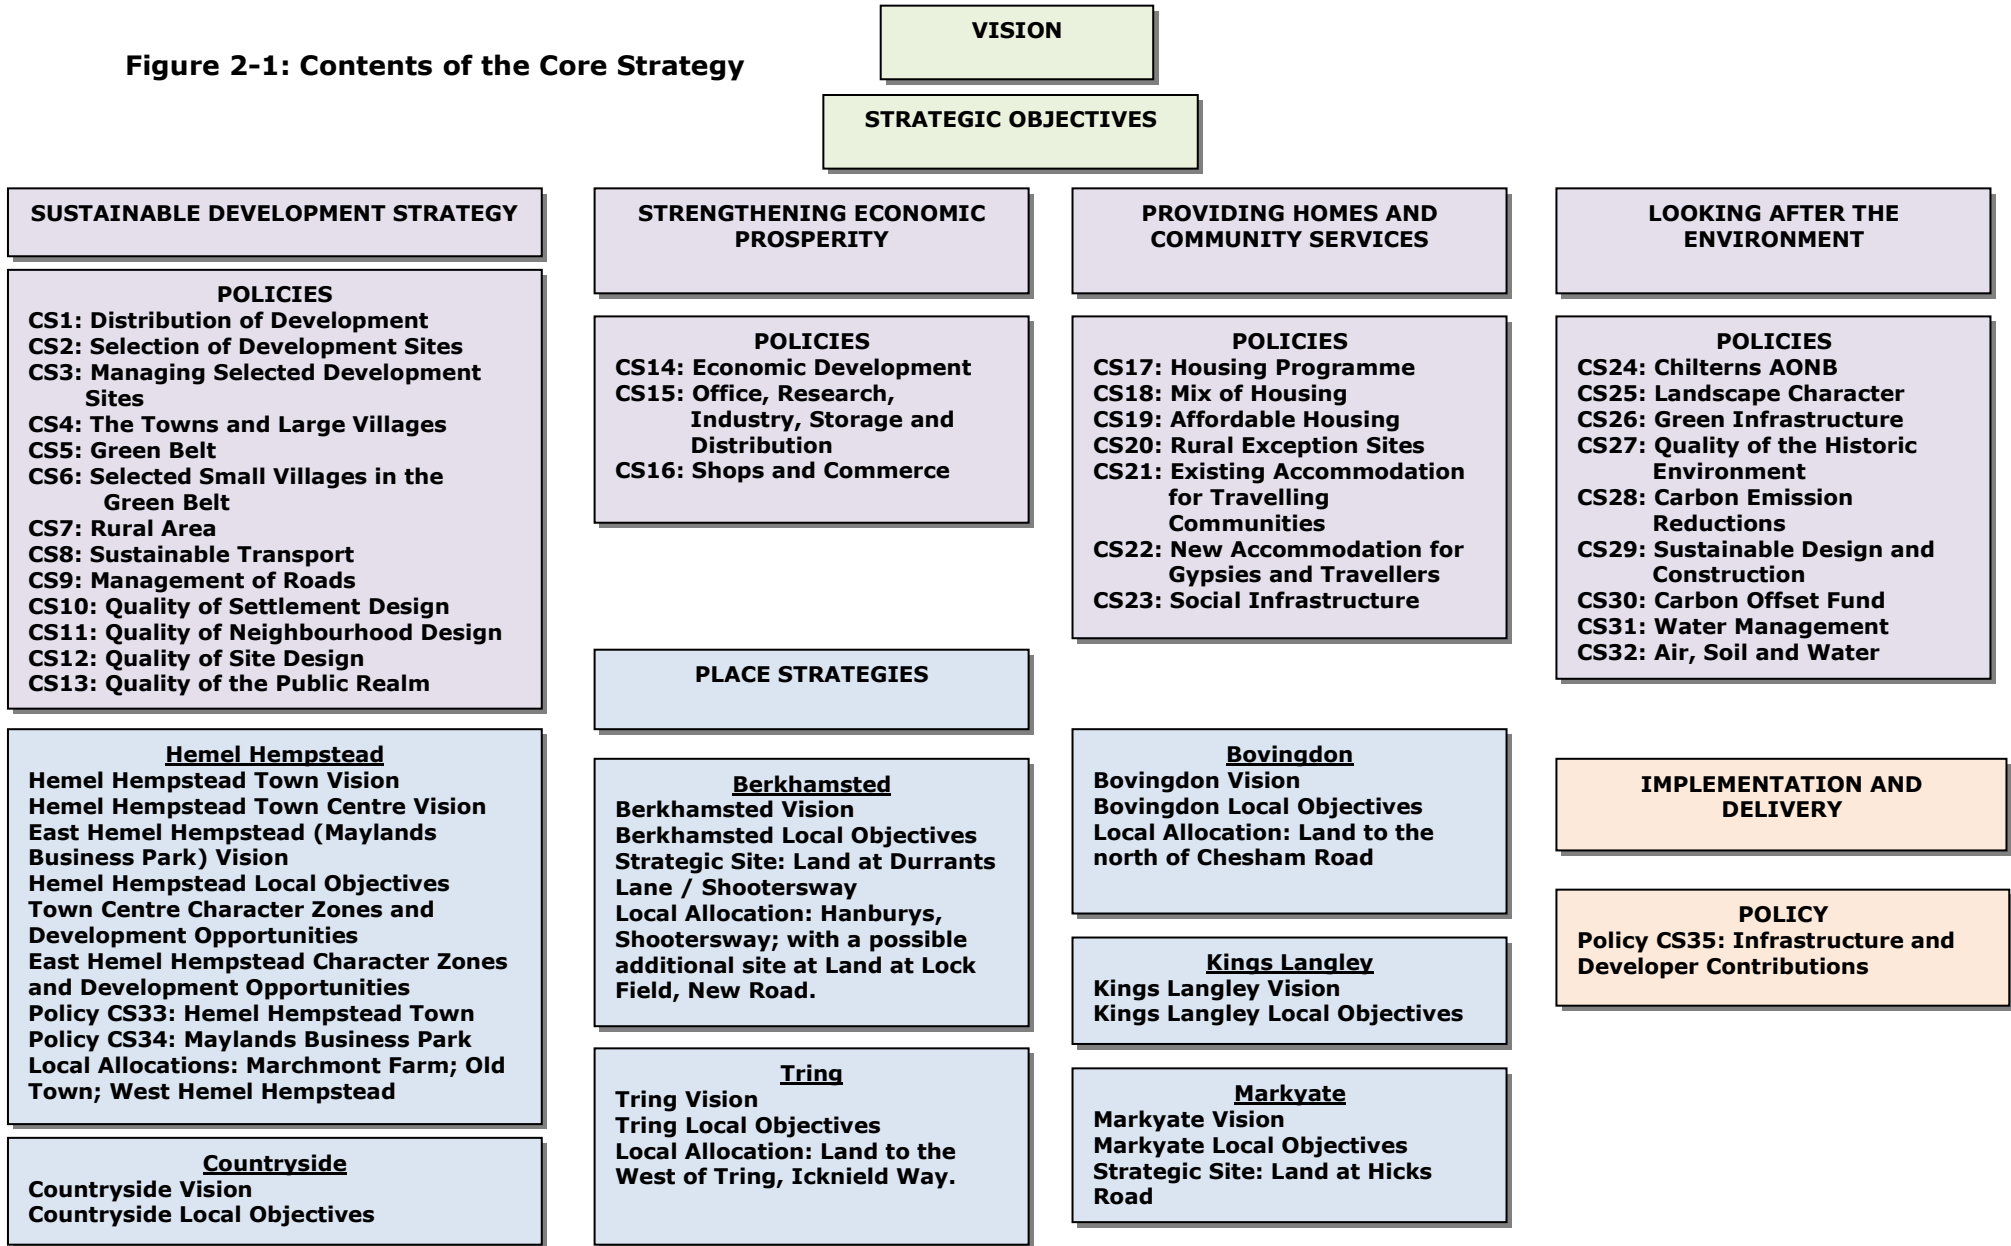 Figure 2-1: Contents of the Core Strategy
VISION
STRATEGIC OBJECTIVES
SUSTAINABLE DEVELOPMENT STRATEGY
POLICIES
CS1: Distribution of Development
CS2: Selection of Development Sites
CS3: Managing Selected Development
Sites
CS4: The Towns and Large Villages
CS5: Green Belt
CS6: Selected Small Villages in the
Green Belt
CS7: Rural Area
CS8: Sustainable Transport
CS9: Management of Roads
CS10: Quality of Settlement Design
CS11: Quality of Neighbourhood Design
CS12: Quality of Site Design
CS13: Quality of the Public Realm
STRENGTHENING ECONOMIC
PROSPERITY
POLICIES
CS14: Economic Development
CS15: Office, Research,
Industry, Storage and
Distribution
CS16: Shops and Commerce
PROVIDING HOMES AND
COMMUNITY SERVICES
POLICIES
CS17: Housing Programme
CS18: Mix of Housing
CS19: Affordable Housing
CS20: Rural Exception Sites
CS21: Existing Accommodation
for Travelling
Communities
CS22: New Accommodation for
Gypsies and Travellers
CS23: Social Infrastructure
LOOKING AFTER THE
ENVIRONMENT
POLICIES
CS24: Chilterns AONB
CS25: Landscape Character
CS26: Green Infrastructure
CS27: Quality of the Historic
Environment
CS28: Carbon Emission
Reductions
CS29: Sustainable Design and
Construction
CS30: Carbon Offset Fund
CS31: Water Management
CS32: Air, Soil and Water
PLACE STRATEGIES
Hemel Hempstead
Hemel Hempstead Town Vision
Hemel Hempstead Town Centre Vision
East Hemel Hempstead (Maylands
Business Park) Vision
Hemel Hempstead Local Objectives
Town Centre Character Zones and
Development Opportunities
East Hemel Hempstead Character Zones
and Development Opportunities
Policy CS33: Hemel Hempstead Town
Policy CS34: Maylands Business Park
Local Allocations: Marchmont Farm; Old
Town; West Hemel Hempstead
Countryside
Countryside Vision
Countryside Local Objectives
Berkhamsted
Berkhamsted Vision
Berkhamsted Local Objectives
Strategic Site: Land at Durrants
Lane / Shootersway
Local Allocation: Hanburys,
Shootersway; with a possible
additional site at Land at Lock
Field, New Road.
Tring
Tring Vision
Tring Local Objectives
Local Allocation: Land to the
West of Tring, Icknield Way.
Bovingdon
Bovingdon Vision
Bovingdon Local Objectives
Local Allocation: Land to the
north of Chesham Road
Kings Langley
Kings Langley Vision
Kings Langley Local Objectives
Markyate
Markyate Vision
Markyate Local Objectives
Strategic Site: Land at Hicks
Road
IMPLEMENTATION AND
DELIVERY
POLICY
Policy CS35: Infrastructure and
Developer Contributions